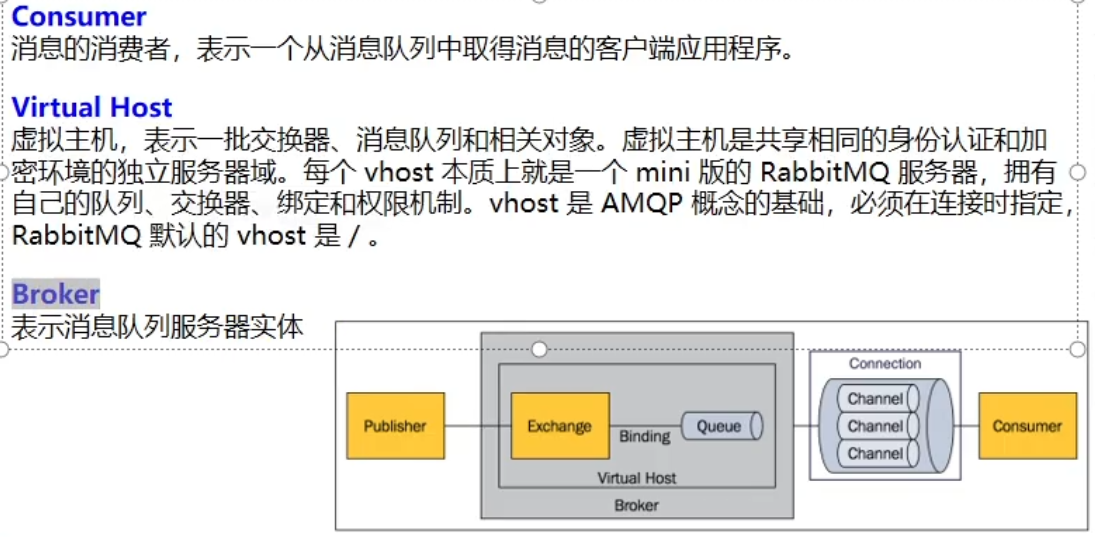 Consumer
消息的消费者，表示一个从消息队列中取得消息的客户端应用程序。
Virtual Host
虚拟主机，表示一批交换器、消息队列和相关对象。虚拟主机是共享相同的身份认证和加
密环境的独立服务器域。每个 vhost 本质上就是一个 mini 版的 RabbitMQ 服务器，拥有
自己的队列、交换器、绑定和权限机制。vhost 是 AMQP 概念的基础，必须在连接时指定，
RabbitMQ 默认的 vhost 是 / 。
Broker
表示消息队列服务器实体
Publisher
Exchange
Binding
Queue
Virtual Host
Broker
Connection
Channel
Channel
Channel
Consumer